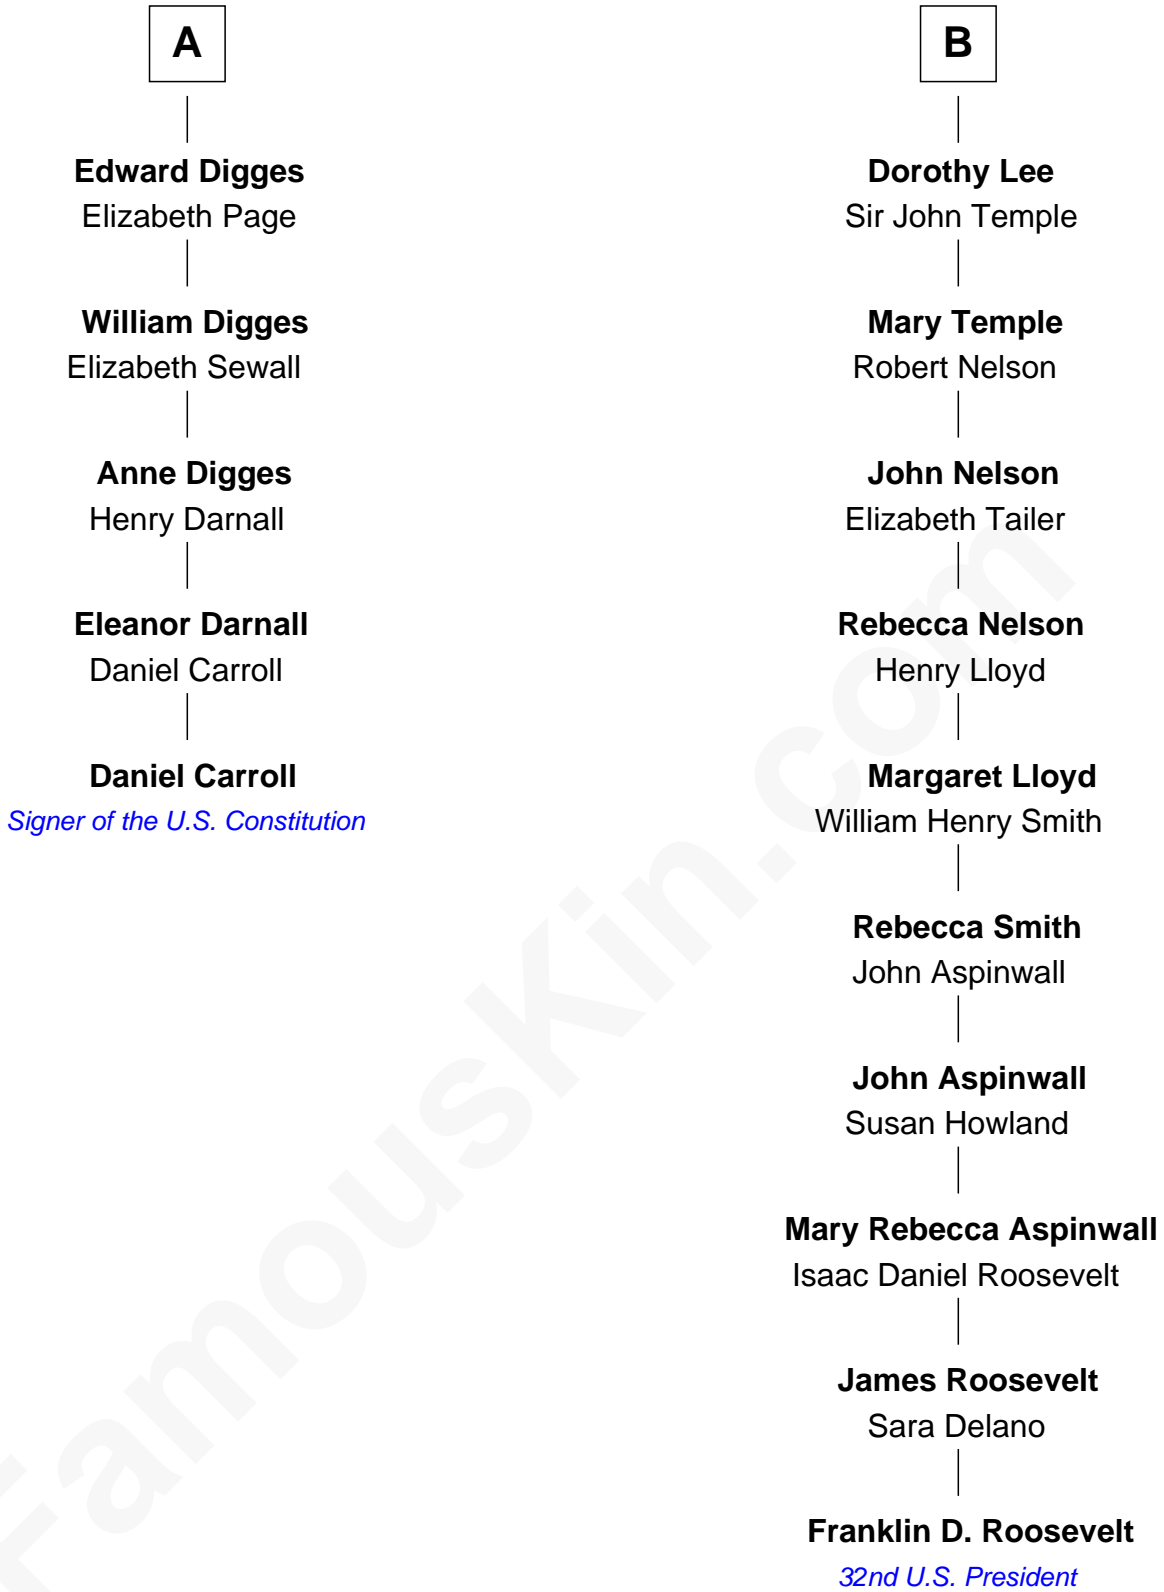 A
Edward Digges
Elizabeth Page
William Digges
Elizabeth Sewall
Anne Digges
Henry Darnall
Eleanor Darnall
Daniel Carroll
Daniel Carroll
Signer of the U.S. Constitution
B
Dorothy Lee
Sir John Temple
Mary Temple
Robert Nelson
John Nelson
Elizabeth Tailer
Rebecca Nelson
Henry Lloyd
Margaret Lloyd
William Henry Smith
Rebecca Smith
John Aspinwall
John Aspinwall
Susan Howland
Mary Rebecca Aspinwall
Isaac Daniel Roosevelt
James Roosevelt
Sara Delano
Franklin D. Roosevelt
32nd U.S. President
FamousKin.com